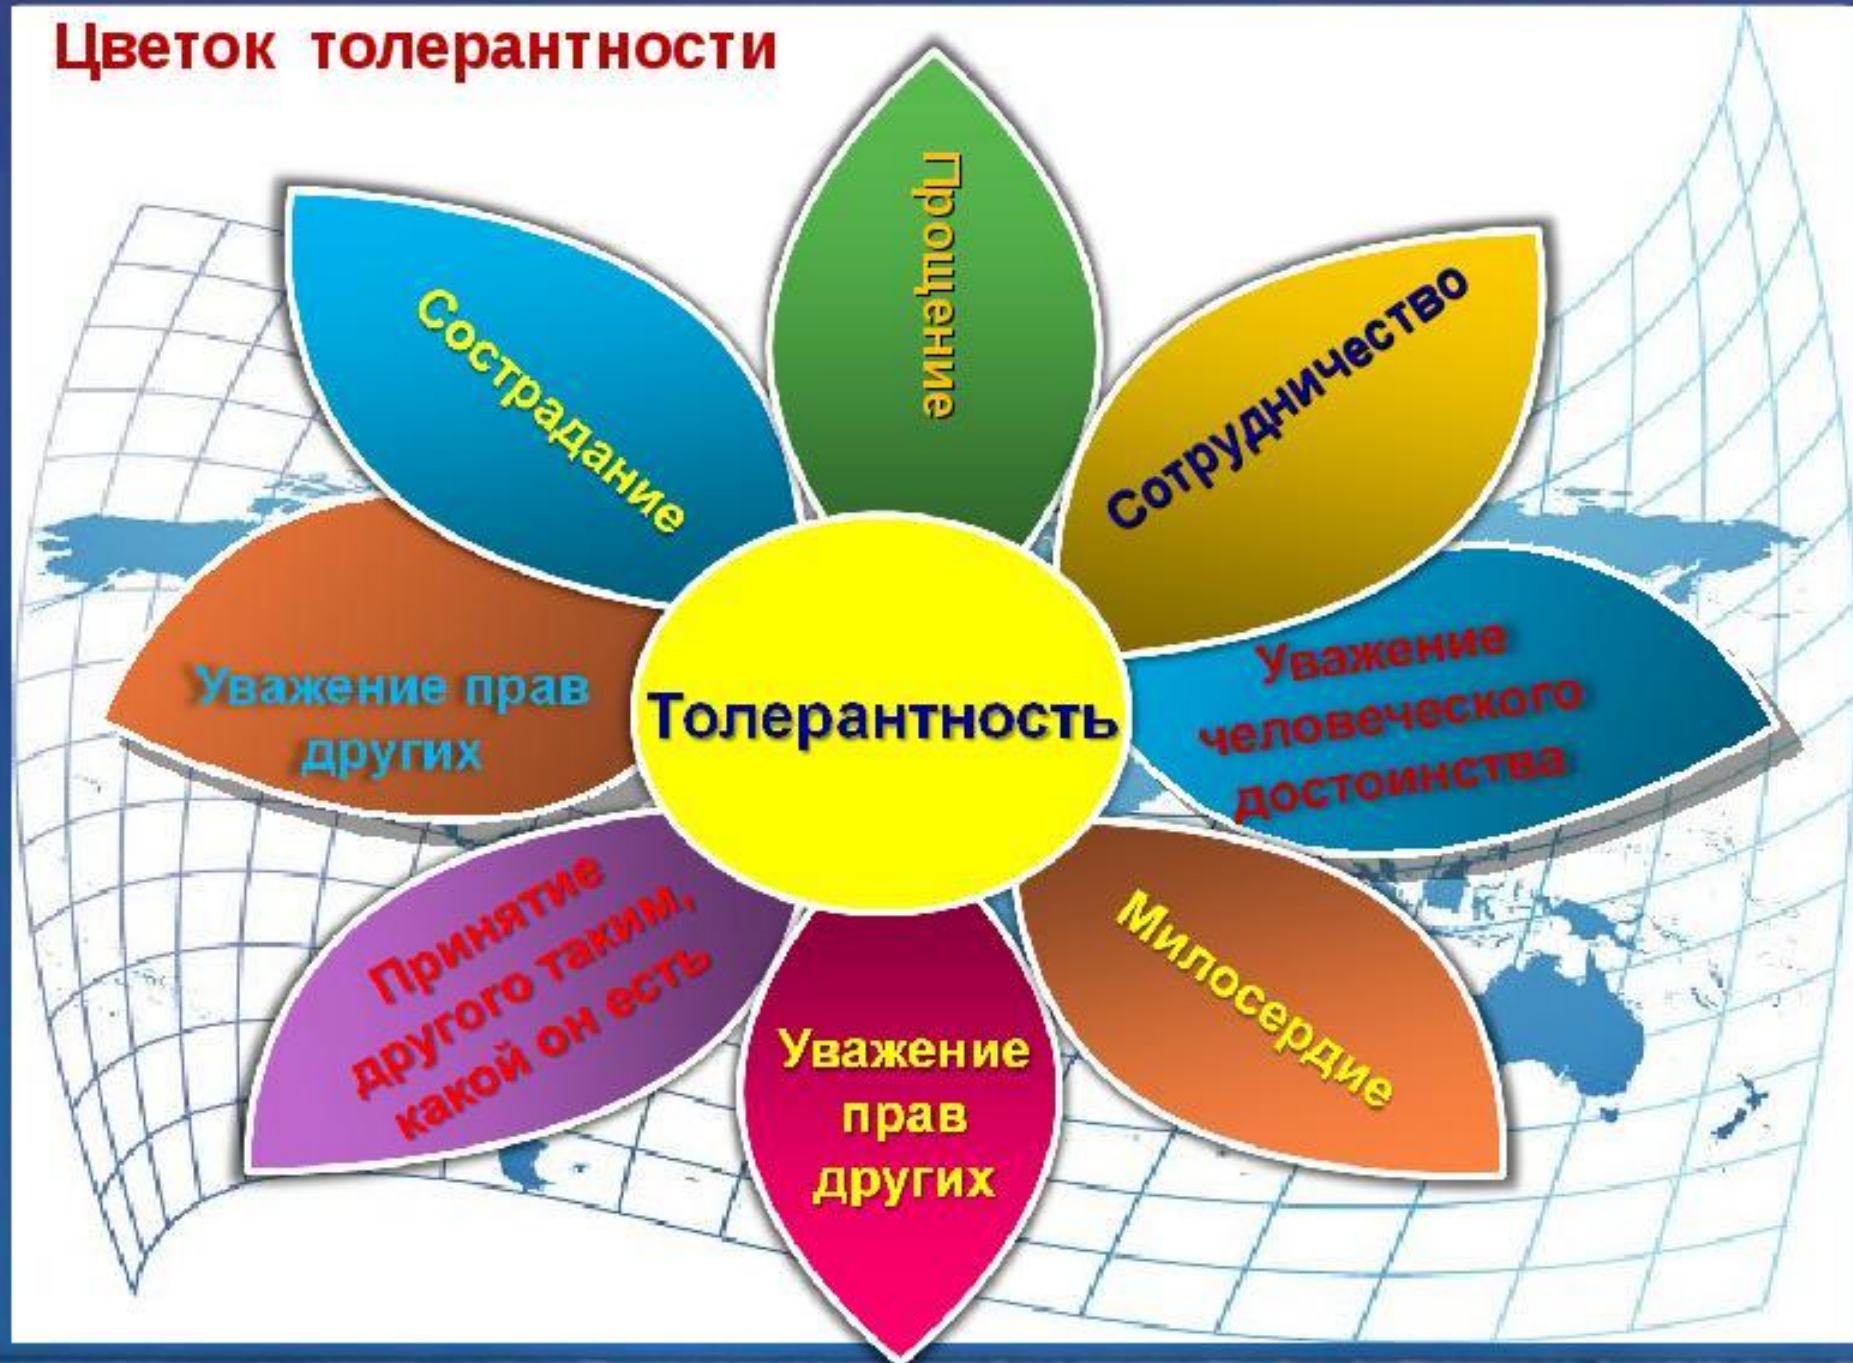 Цветок толерантности
Прощение
Сострадание
Сотрудничество
Уважение прав
других
Толерантность
Уважение
человеческого
достоинства
Принятие
другого таким,
какой он есть
Уважение
прав
других
Милосердие